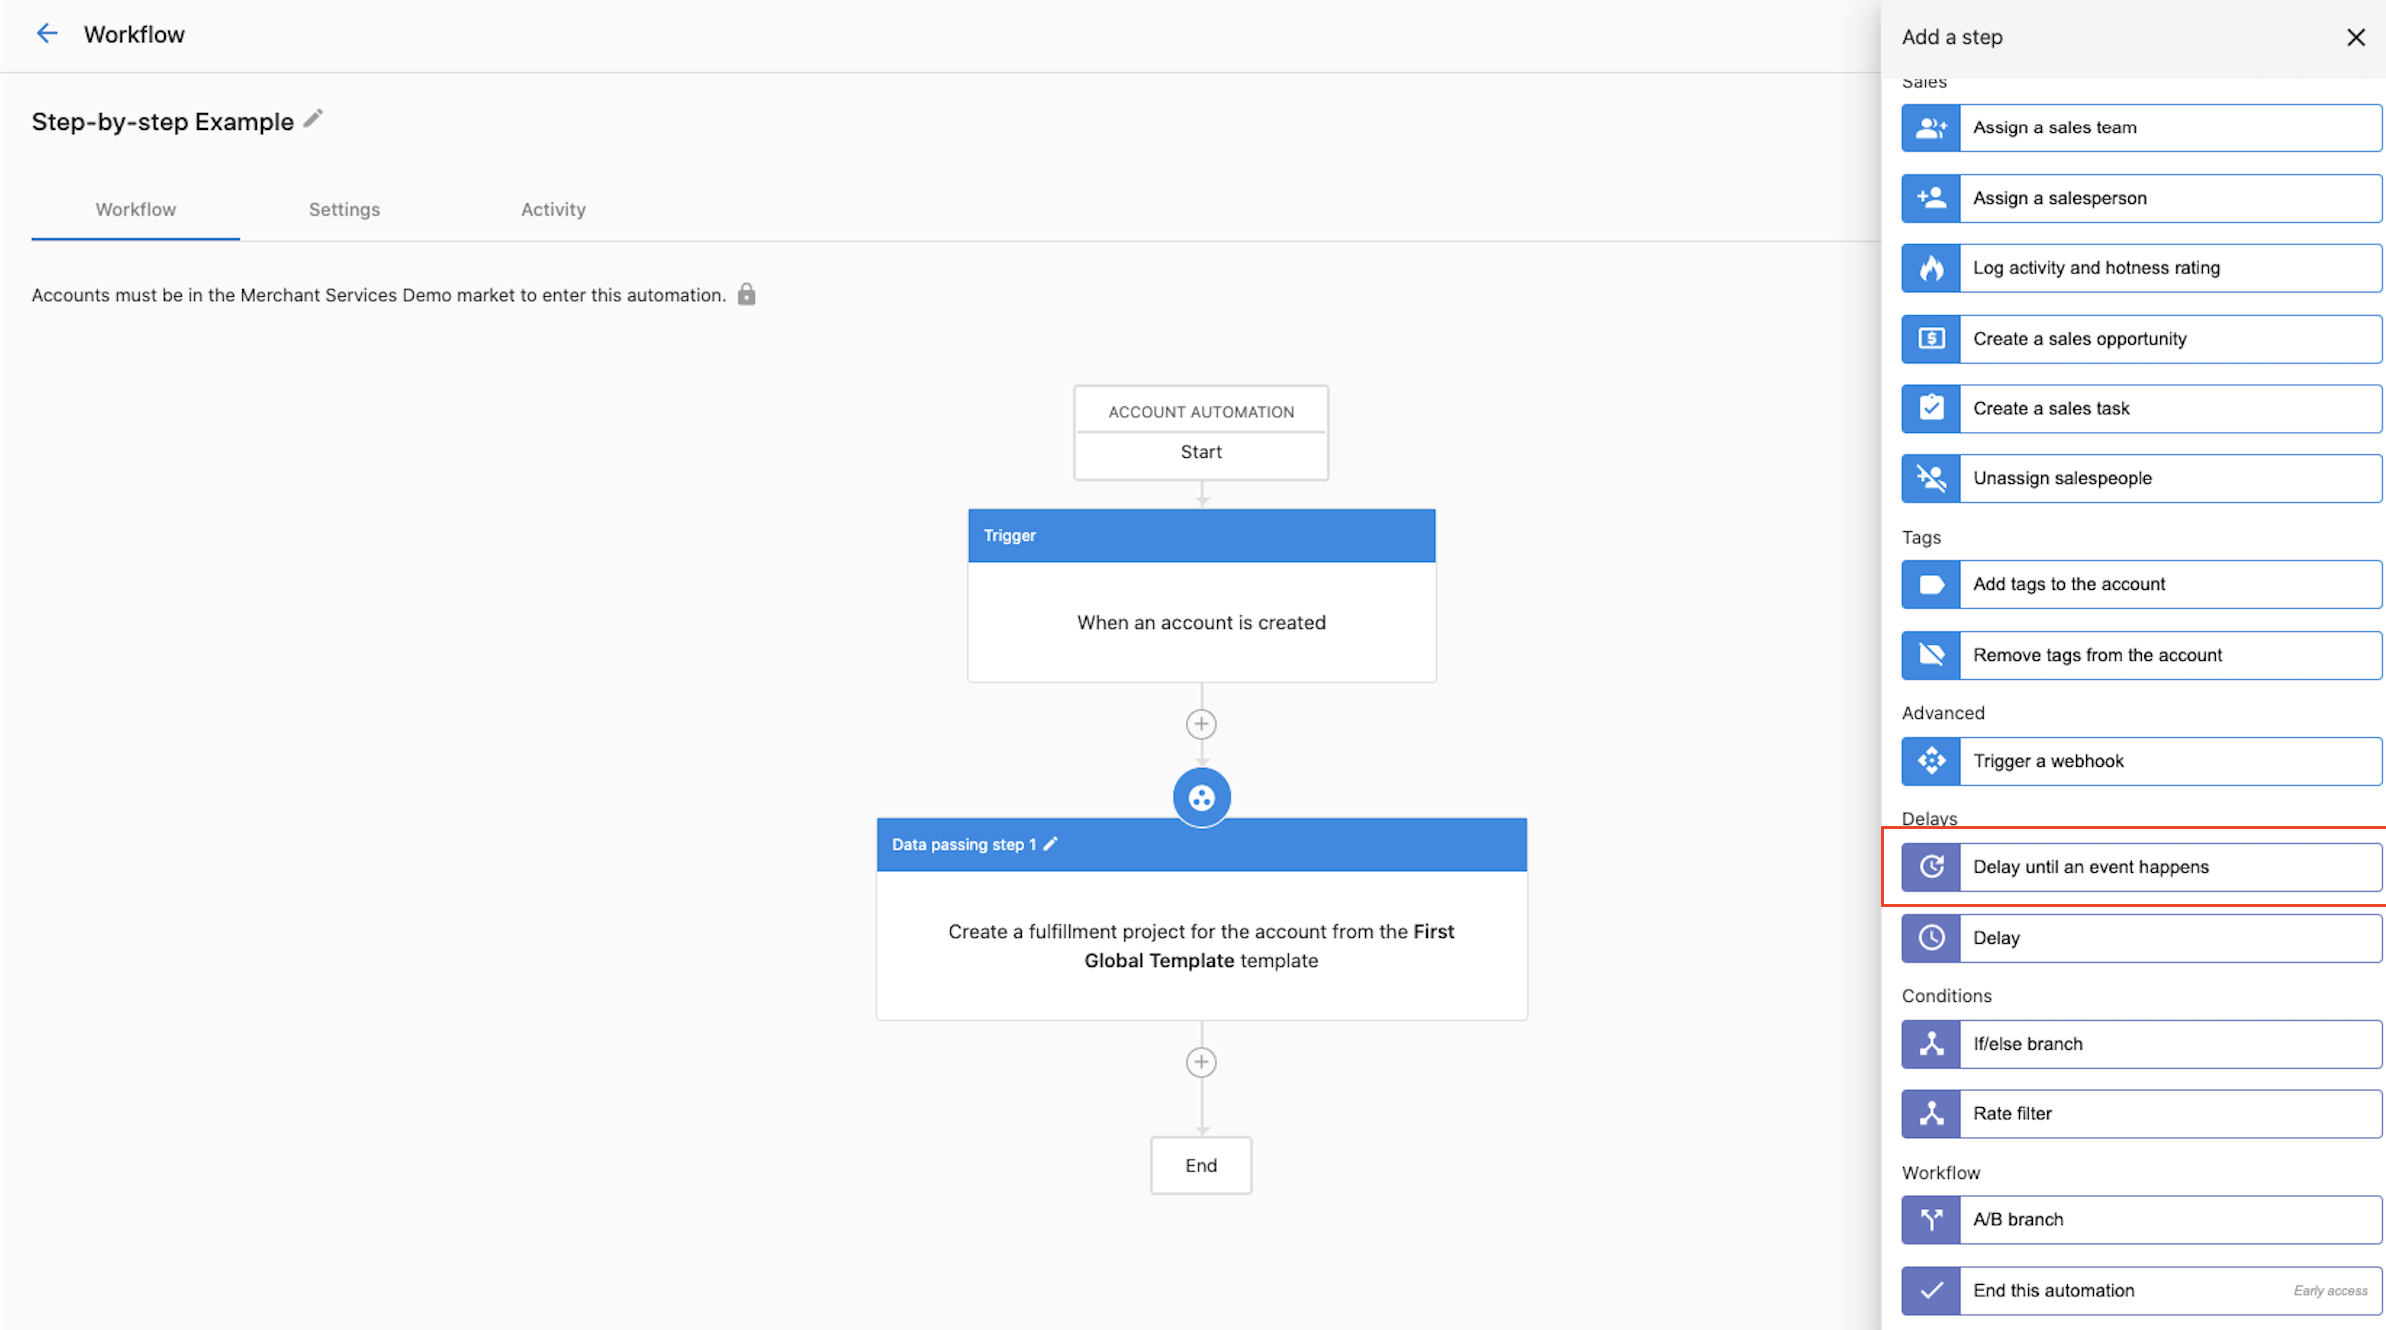 Workflow
Step-by-step Example
Workflow
Settings
Activity
Accounts must be in the Merchant Services Demo market to enter this automation.
ACCOUNT AUTOMATION
Start
Trigger
When an account is created
Data passing step 1
Create a fulfillment project for the account from the First
Global Template template
End
Add a step
Sales
Assign a sales team
Assign a salesperson
Log activity and hotness rating
Create a sales opportunity
Create a sales task
Unassign salespeople
Tags
Add tags to the account
Remove tags from the account
Advanced
Trigger a webhook
Delays
Delay until an event happens
Delay
Conditions
If/else branch
Rate filter
Workflow
A/B branch
End this automation
Early access